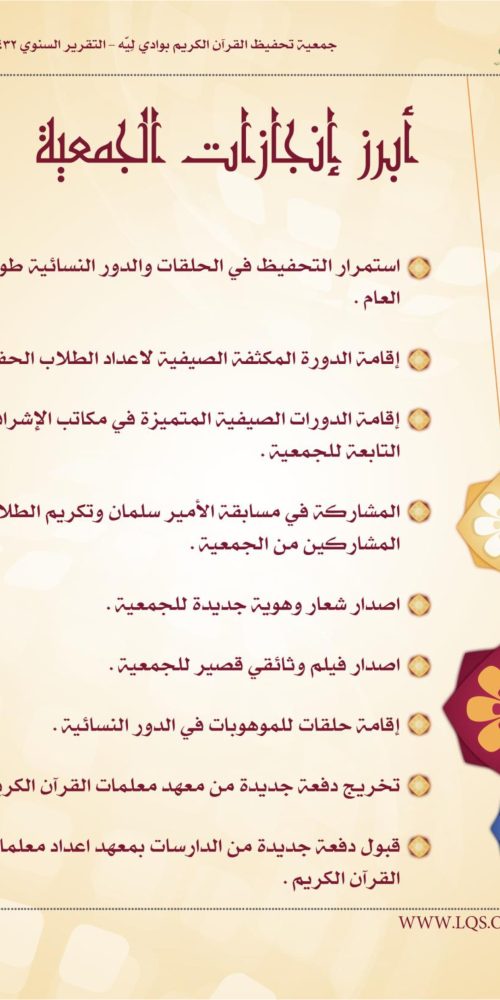 جمعية تحفيظ القرآن الكريم بوادي ليّه - التقرير السنوي
أبرز إنجازات الجمعية
استمرار التحفيظ في الحلقات والدور النسائية
العام .
إقامة الدورة المكثفة الصيفية لاعداد الطلاب
إقامة الدورات الصيفية المتميزة في مكاتب
التابعة للجمعية .
المشاركة في مسابقة الأمير سلمان وتكريم
المشاركين من الجمعية .
اصدار شعار وهوية جديدة للجمعية .
اصدار فيلم وثائقي قصير للجمعية .
إقامة حلقات للموهوبات في الدور النسائية .
تخريج دفعة جديدة من معهد معلمات القرآن
قبول دفعة جديدة من الدارسات بمعهد اعداد
القرآن الكريم .
WWW.LQS.O